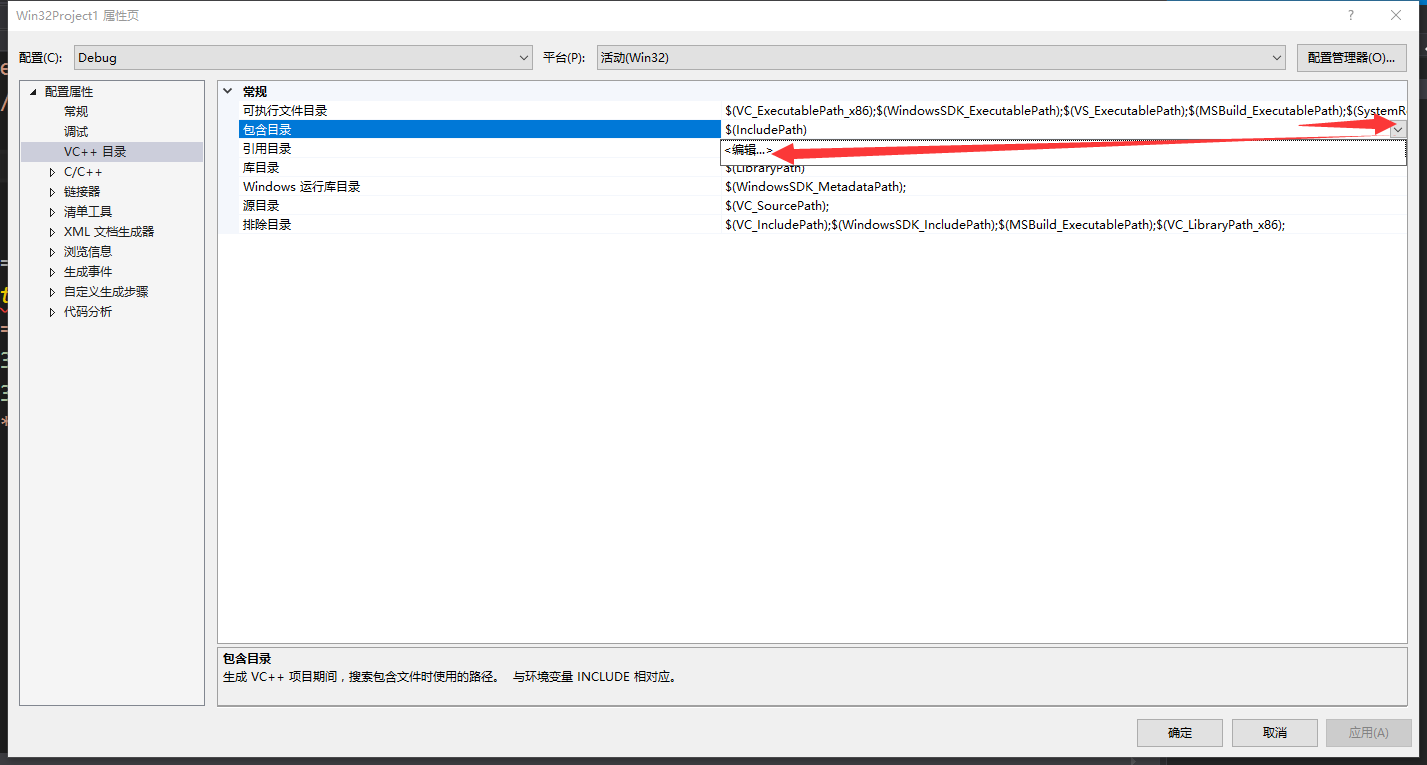 Win32Project1 属性页
配置(C): Debug 平台(P): 活动(Win32) 配置管理器(O)...
配置属性
常规
调试
VC++ 目录
C/C++
链接器
清单工具
XML 文档生成器
浏览信息
生成事件
自定义生成步骤
代码分析
常规
可执行文件目录 $(VC_ExecutablePath_x86);$(WindowsSDK_ExecutablePath);$(VS_ExecutablePath);$(MSBuild_ExecutablePath);$(SystemR
包含目录 $(IncludePath)
引用目录 <编辑...>
库目录 $(LibraryPath)
Windows 运行库目录 $(WindowsSDK_MetadataPath);
源目录 $(VC_SourcePath);
排除目录 $(VC_IncludePath);$(WindowsSDK_IncludePath);$(MSBuild_ExecutablePath);$(VC_LibraryPath_x86);
包含目录
生成 VC++ 项目期间，搜索包含文件时使用的路径。 与环境变量 INCLUDE 相对应。
确定 取消 应用(A)